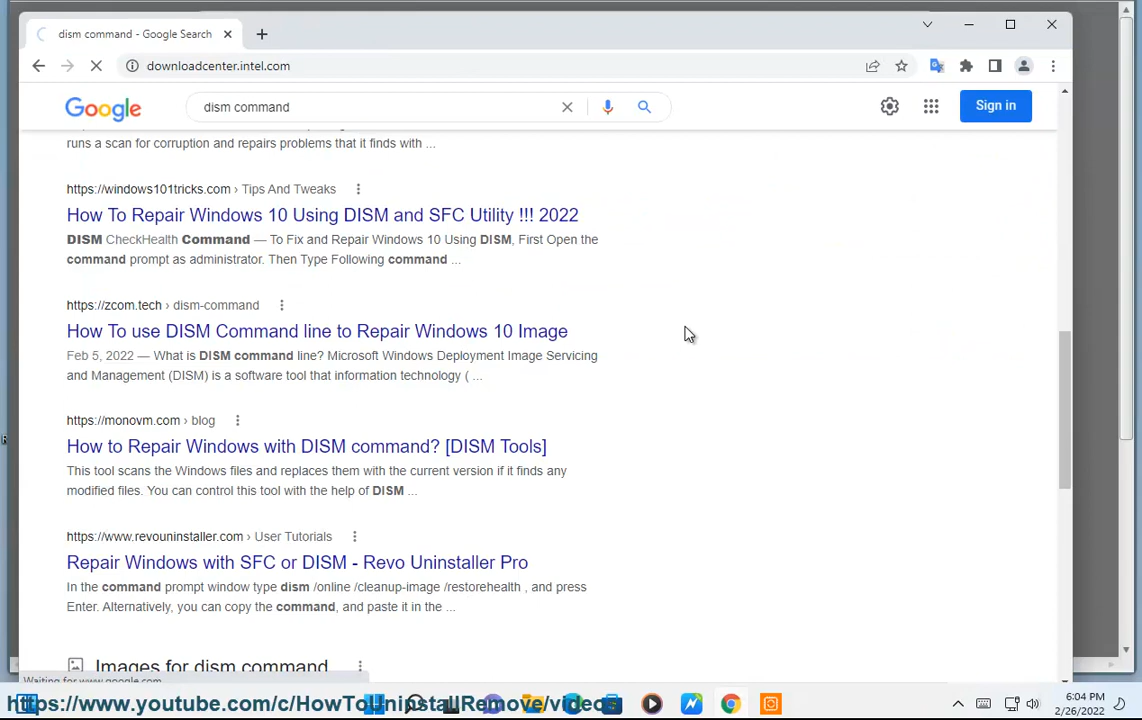 dism command - Google Search
downloadcenter.intel.com
Google
dism command
Sign in
runs a scan for corruption and repairs problems that it finds with ...
https://windows101tricks.com › Tips And Tweaks
How To Repair Windows 10 Using DISM and SFC Utility !!! 2022
DISM CheckHealth Command — To Fix and Repair Windows 10 Using DISM, First Open the
command prompt as administrator. Then Type Following command ...
https://zcom.tech › dism-command
How To use DISM Command line to Repair Windows 10 Image
Feb 5, 2022 — What is DISM command line? Microsoft Windows Deployment Image Servicing
and Management (DISM) is a software tool that information technology ( ...
https://monovm.com › blog
How to Repair Windows with DISM command? [DISM Tools]
This tool scans the Windows files and replaces them with the current version if it finds any
modified files. You can control this tool with the help of DISM ...
https://www.revouninstaller.com › User Tutorials
Repair Windows with SFC or DISM - Revo Uninstaller Pro
In the command prompt window type dism /online /cleanup-image /restorehealth , and press
Enter. Alternatively, you can copy the command, and paste it in the ...
Images for dism command
Waiting for www.google.com
https://www.youtube.com/c/HowToUninstallRemove/videos
6:04 PM
2/26/2022